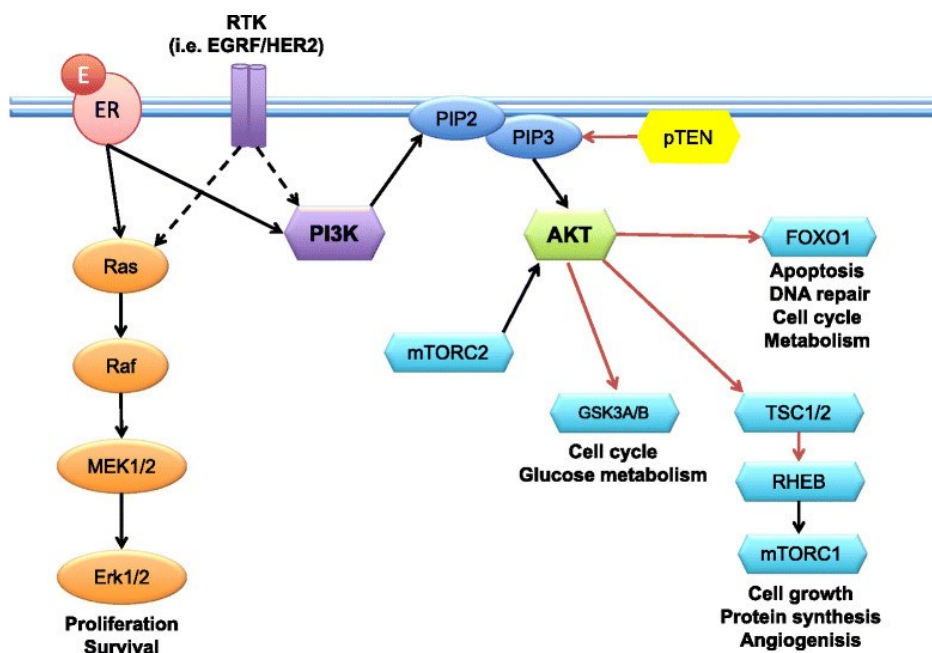 RTK
(i.e. EGRF/HER2)
E
ER
PIP2
PIP3
pTEN
PI3K
AKT
FOXO1
Apoptosis
DNA repair
Cell cycle
Metabolism
Ras
Raf
mTORC2
GSK3A/B
Cell cycle
Glucose metabolism
TSC1/2
MEK1/2
RHEB
mTORC1
Cell growth
Protein synthesis
Angiogenisis
Erk1/2
Proliferation
Survival